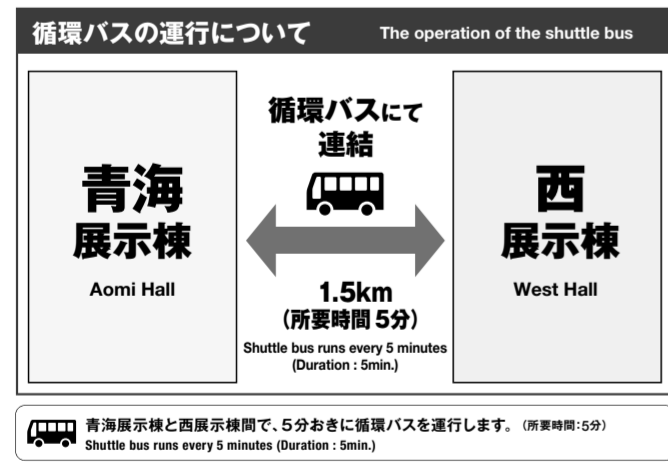 循環バスの運行について The operation of the shuttle bus
青海
展示棟
Aomi Hall
循環バスにて
連結
1.5km
(所要時間 5分)
Shuttle bus runs every 5 minutes
(Duration : 5min.)
西
展示棟
West Hall
青海展示棟と西展示棟間で、5分おきに循環バスを運行します。(所要時間:5分)
Shuttle bus runs every 5 minutes (Duration : 5min.)